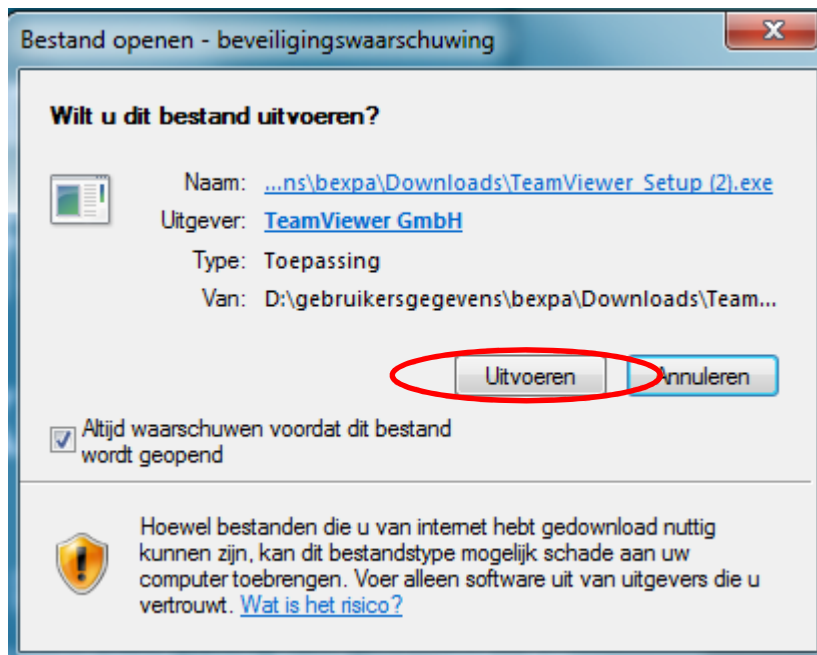 Bestand openen - beveiligingswaarschuwing
Wilt u dit bestand uitvoeren?
Naam: ...ns\bexpa\Downloads\TeamViewer_Setup (2).exe
Uitgever: TeamViewer GmbH
Type: Toepassing
Van: D:\gebruikersgegevens\bexpa\Downloads\Team...
Uitvoeren Annuleren
Altijd waarschuwen voordat dit bestand
wordt geopend
Hoewel bestanden die u van internet hebt gedownload nuttig
kunnen zijn, kan dit bestandstype mogelijk schade aan uw
computer toebrengen. Voer alleen software uit van uitgevers die u
vertrouwt. Wat is het risico?